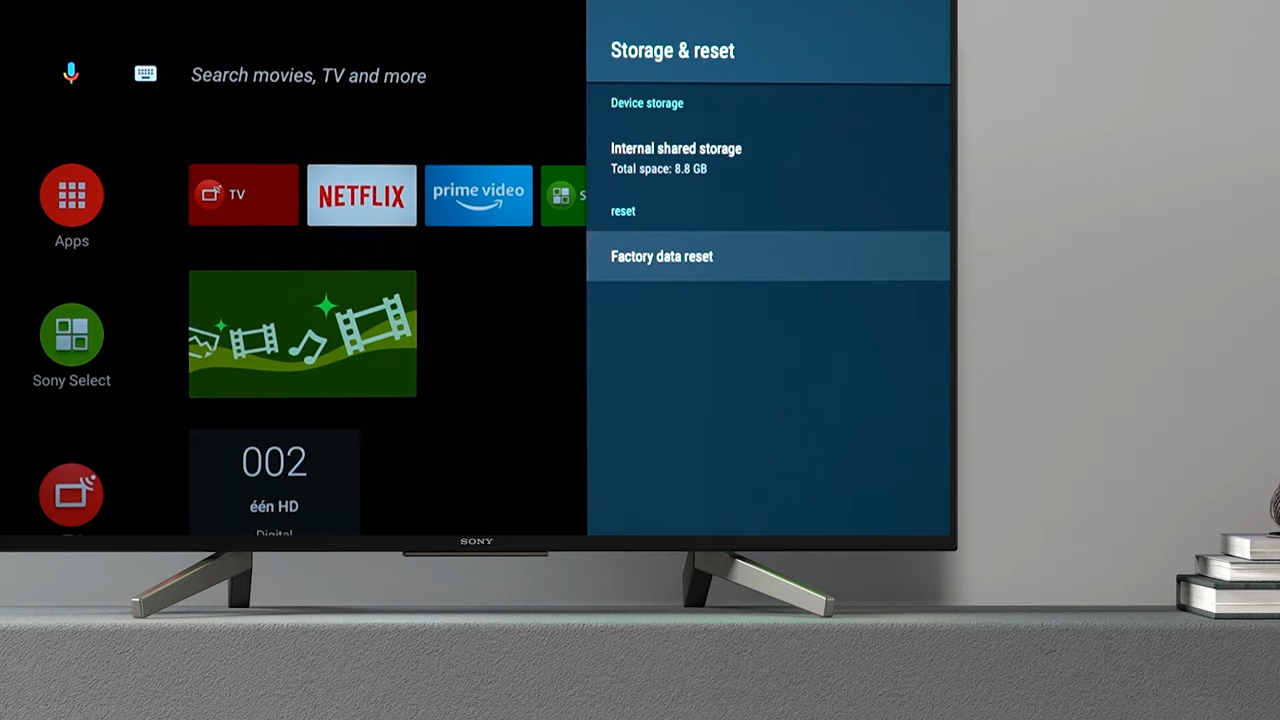 Search movies, TV and more
TV
NETFLIX
prime video
S
Apps
Sony Select
002
één HD
Digital
Storage & reset
Device storage
Internal shared storage
Total space: 8.8 GB
reset
Factory data reset
SONY